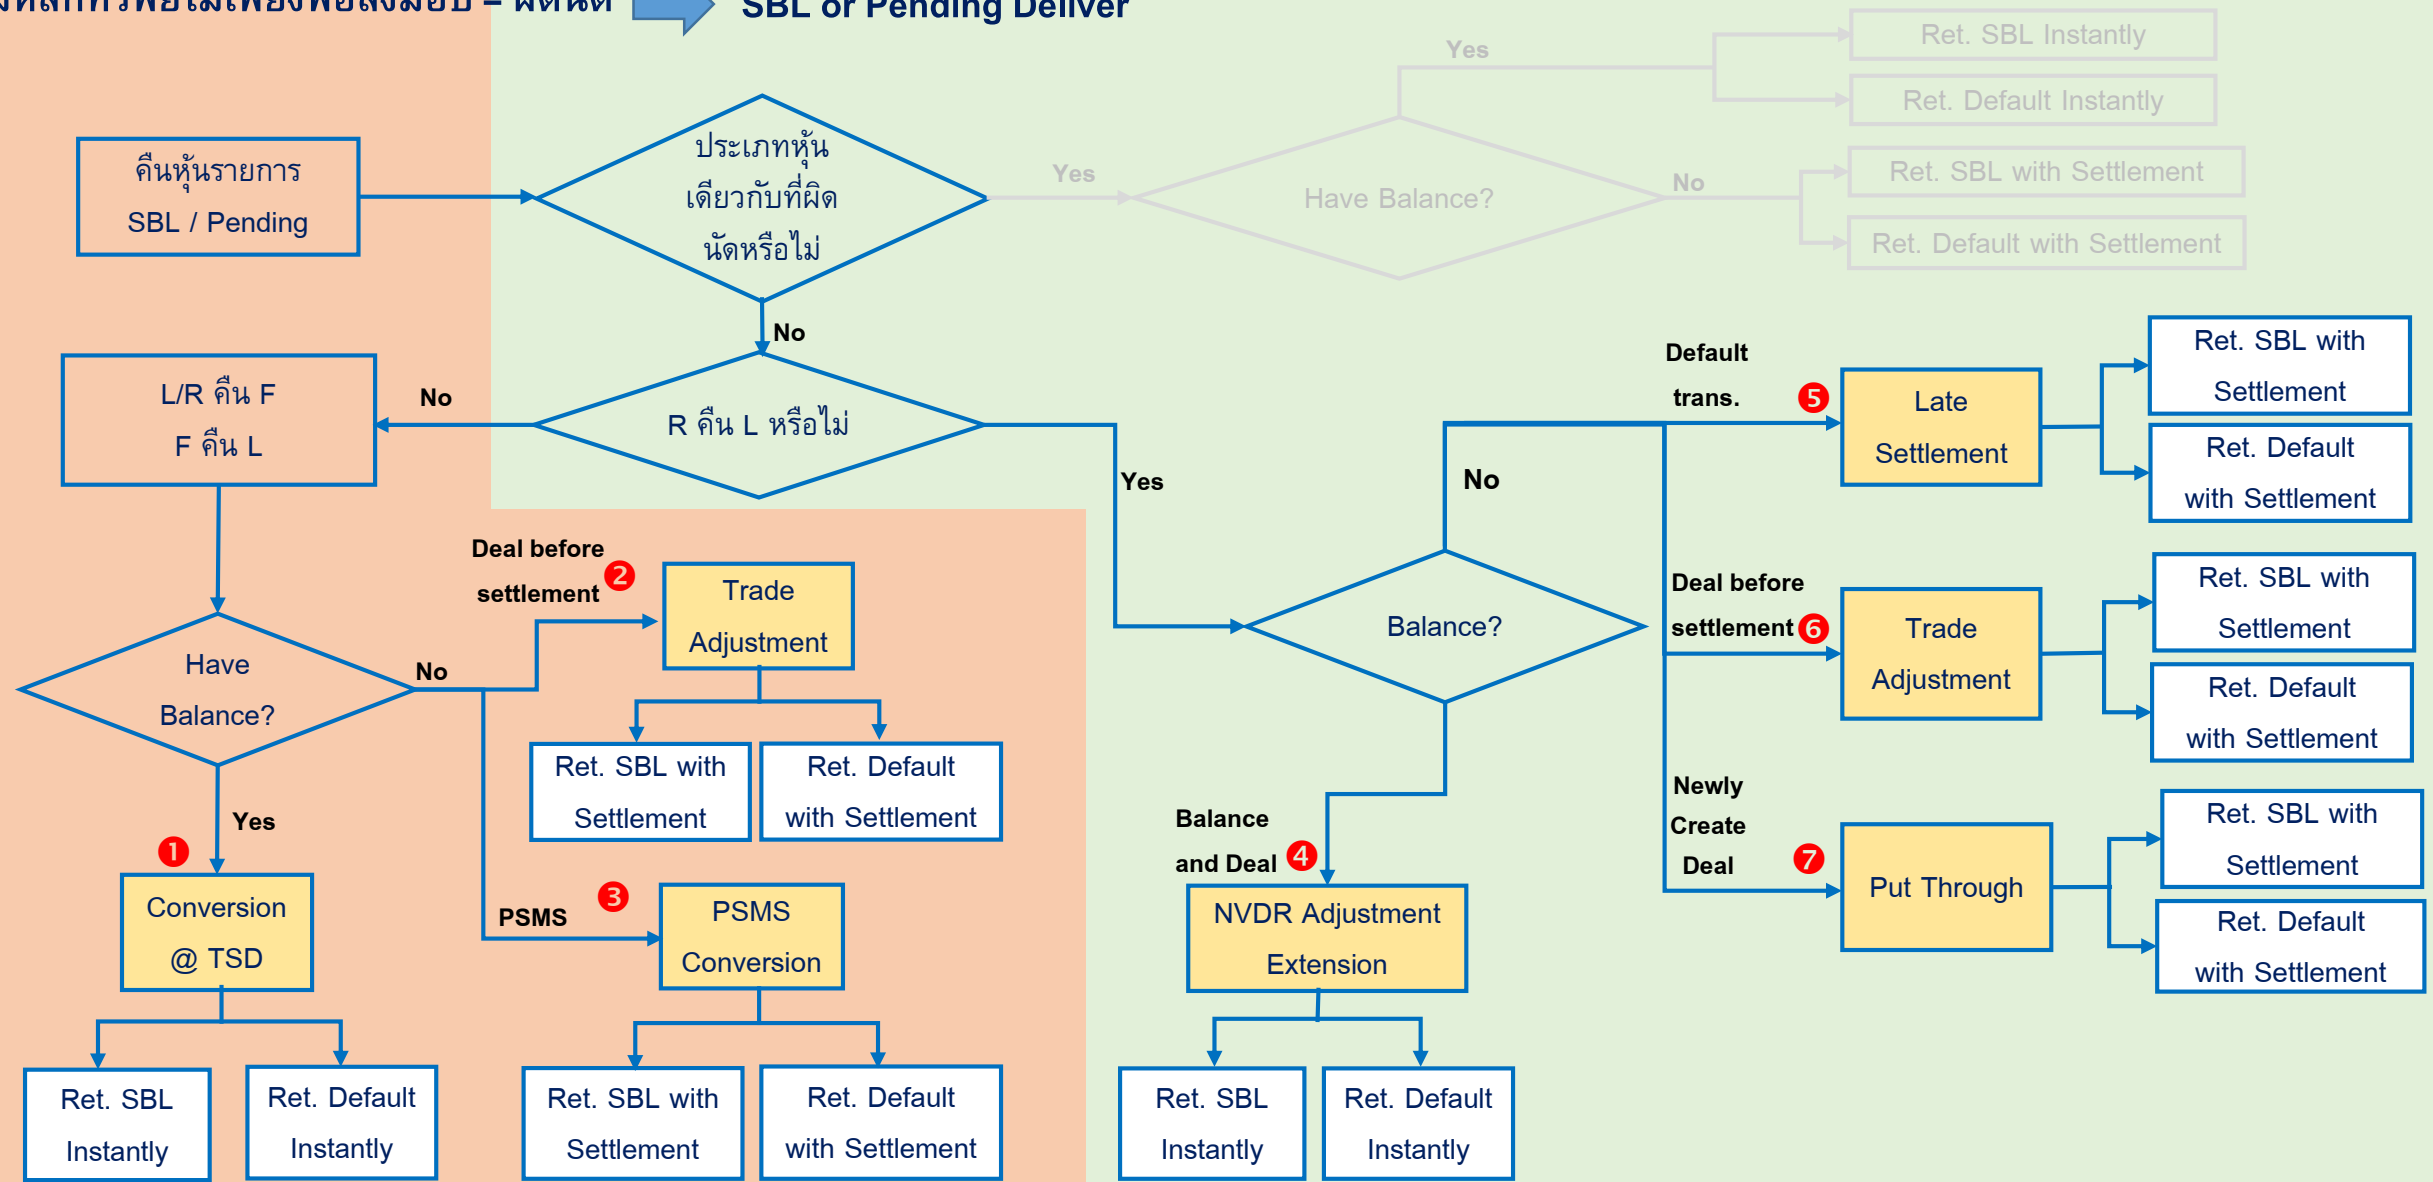 = ผิดนัด
SBL or Pending Deliver
Yes
Ret. SBL Instantly
Ret. Default Instantly
คืนหุ้นรายการ
SBL / Pending
ประเภทหุ้น
เดียวกับที่ผิด
นัดหรือไม่
Yes
Have Balance?
No
Ret. SBL with Settlement
Ret. Default with Settlement
No
L/R คืน F
F คืน L
No
R คืน L หรือไม่
Yes
Default
trans.
5
Late
Settlement
Ret. SBL with
Settlement
Ret. Default
with Settlement
No
Balance?
Deal before
settlement
6
Trade
Adjustment
Ret. SBL with
Settlement
Ret. Default
with Settlement
Newly
Create
Deal
7
Put Through
Ret. SBL with
Settlement
Ret. Default
with Settlement
Have
Balance?
No
Deal before
settlement
2
Trade
Adjustment
Ret. SBL with
Settlement
Ret. Default
with Settlement
Yes
1
Conversion
@ TSD
Ret. SBL
Instantly
Ret. Default
Instantly
PSMS
3
PSMS
Conversion
Ret. SBL with
Settlement
Ret. Default
with Settlement
Balance
and Deal
4
NVDR Adjustment
Extension
Ret. SBL
Instantly
Ret. Default
Instantly